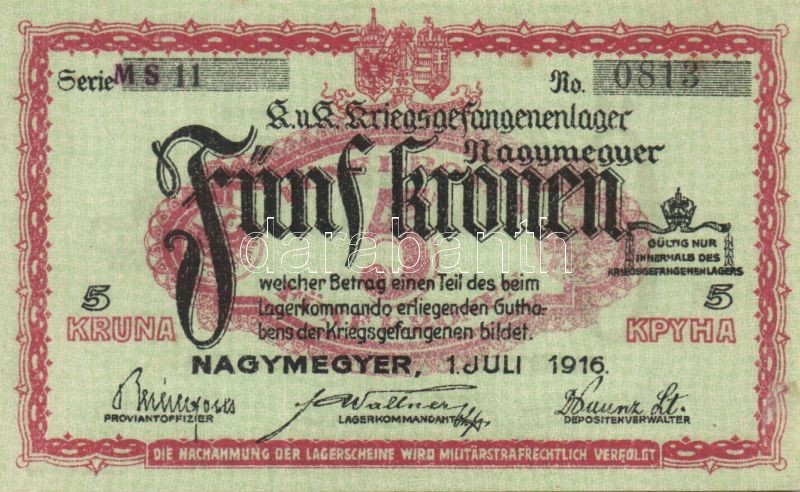 Serie MS 11
No. 0813
K.u.K. Kriegsgefangenenlager
Nagymegyer
Fünf Kronen
GÜLTIG NUR
INNERHALB DES
KRIEGSGEFANGENENLAGERS
welcher Betrag einen Teil des beim
Lagerkommando erliegenden Gutha-
bens der Kriegsgefangenen bildet.
5
KRUNA
5
КРУНА
NAGYMEGYER, 1. JULI 1916.
Wallner
PROVIANTOFFIZIER
LAGERKOMMANDANT
DEPOSITENVERWALTER
DIE NACHAHMUNG DER LAGERSCHEINE WIRD MILITÄRSTRAFRECHTLICH VERFOLGT
darabanth